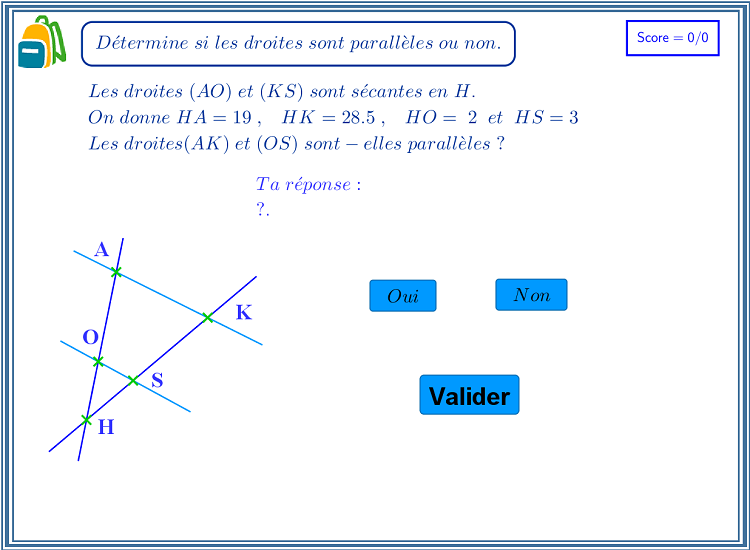 Détermine si les droites sont parallèles ou non.
Score = 0/0
Les droites (AO) et (KS) sont sécantes en H.
On donne HA = 19 , HK = 28.5 , HO = 2 et HS = 3
Les droites(AK) et (OS) sont – elles parallèles ?
Ta réponse :
?.
A
K
O
S
H
Oui
Non
Valider